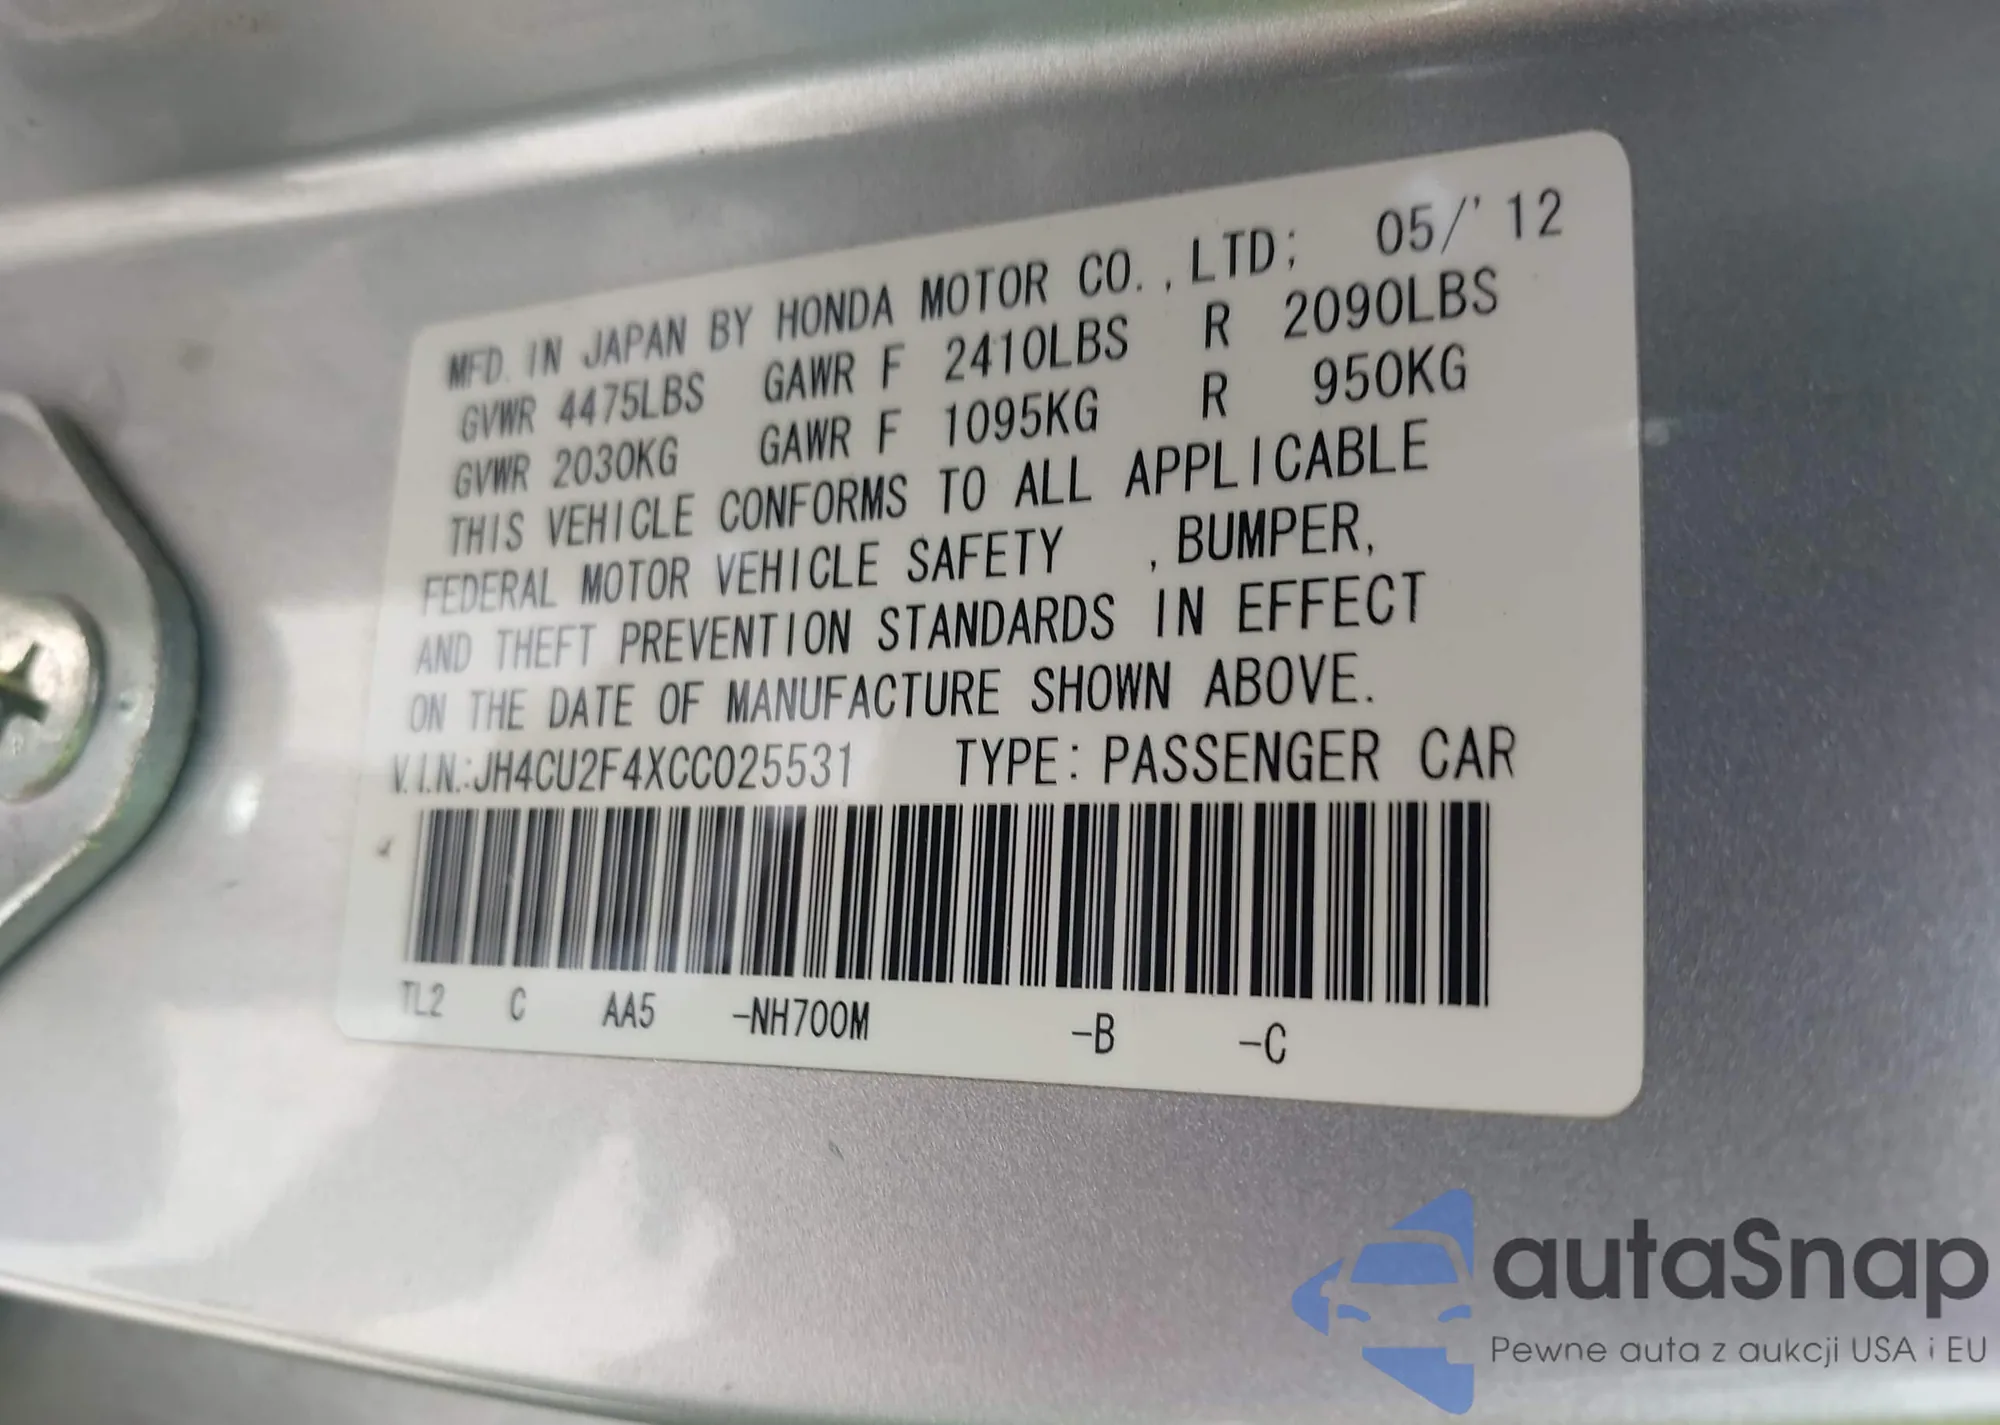 MFD. IN JAPAN BY HONDA MOTOR CO.,LTD; 05/'12
GVWR 4475LBS GAWR F 2410LBS R 2090LBS
GVWR 2030KG GAWR F 1095KG R 950KG
THIS VEHICLE CONFORMS TO ALL APPLICABLE
FEDERAL MOTOR VEHICLE SAFETY ,BUMPER,
AND THEFT PREVENTION STANDARDS IN EFFECT
ON THE DATE OF MANUFACTURE SHOWN ABOVE.
V.I.N.:JH4CU2F4XCC025531 TYPE: PASSENGER CAR
TL2 C AA5 -NH700M -B -C
autaSnap
Pewne auta z aukcji USA i EU